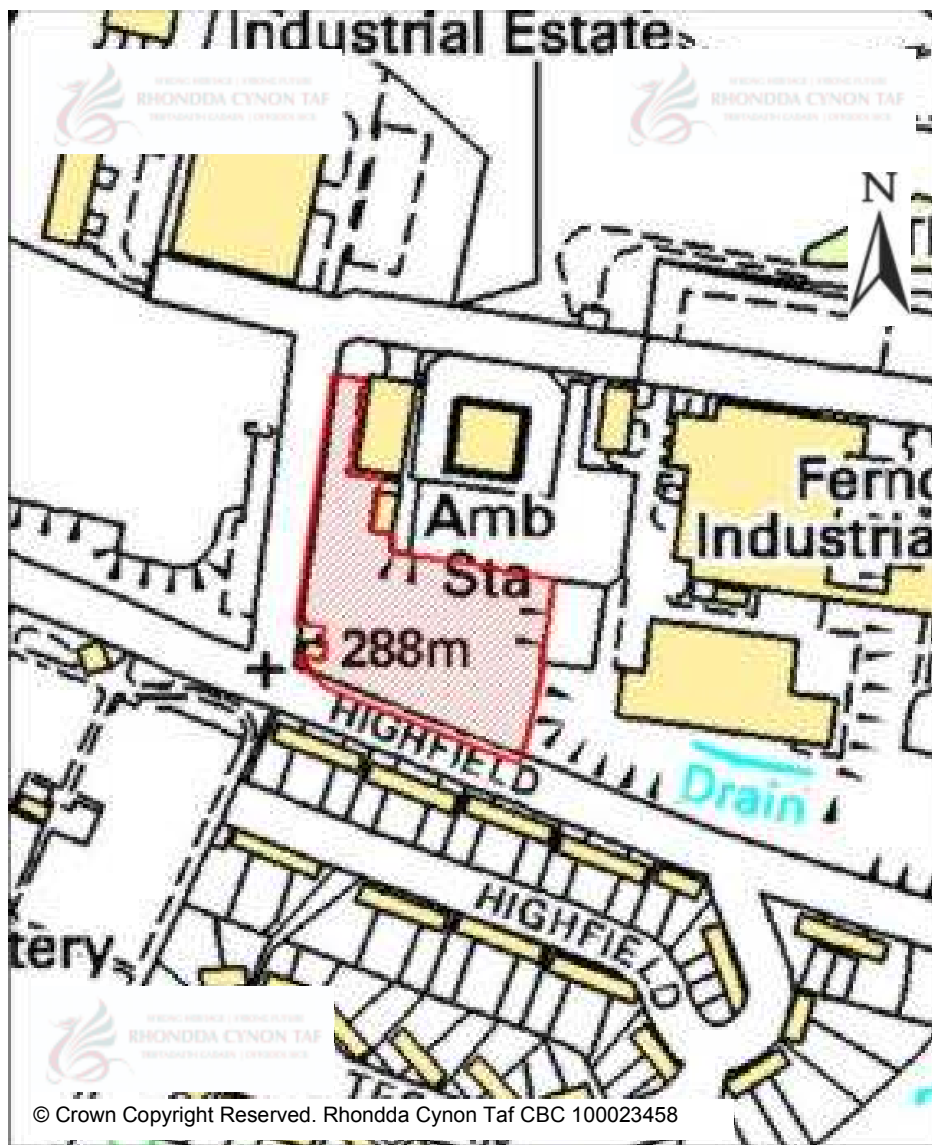 Industrial Estate
RHONDDA CYNON TAF
RHONDDA CYNON TAF
N
Amb
Sta
Industria
288m
HIGHFIELD
Drain
HIGHFIELD
tery
RHONDDA CYNON TAF
© Crown Copyright Reserved. Rhondda Cynon Taf CBC 100023458